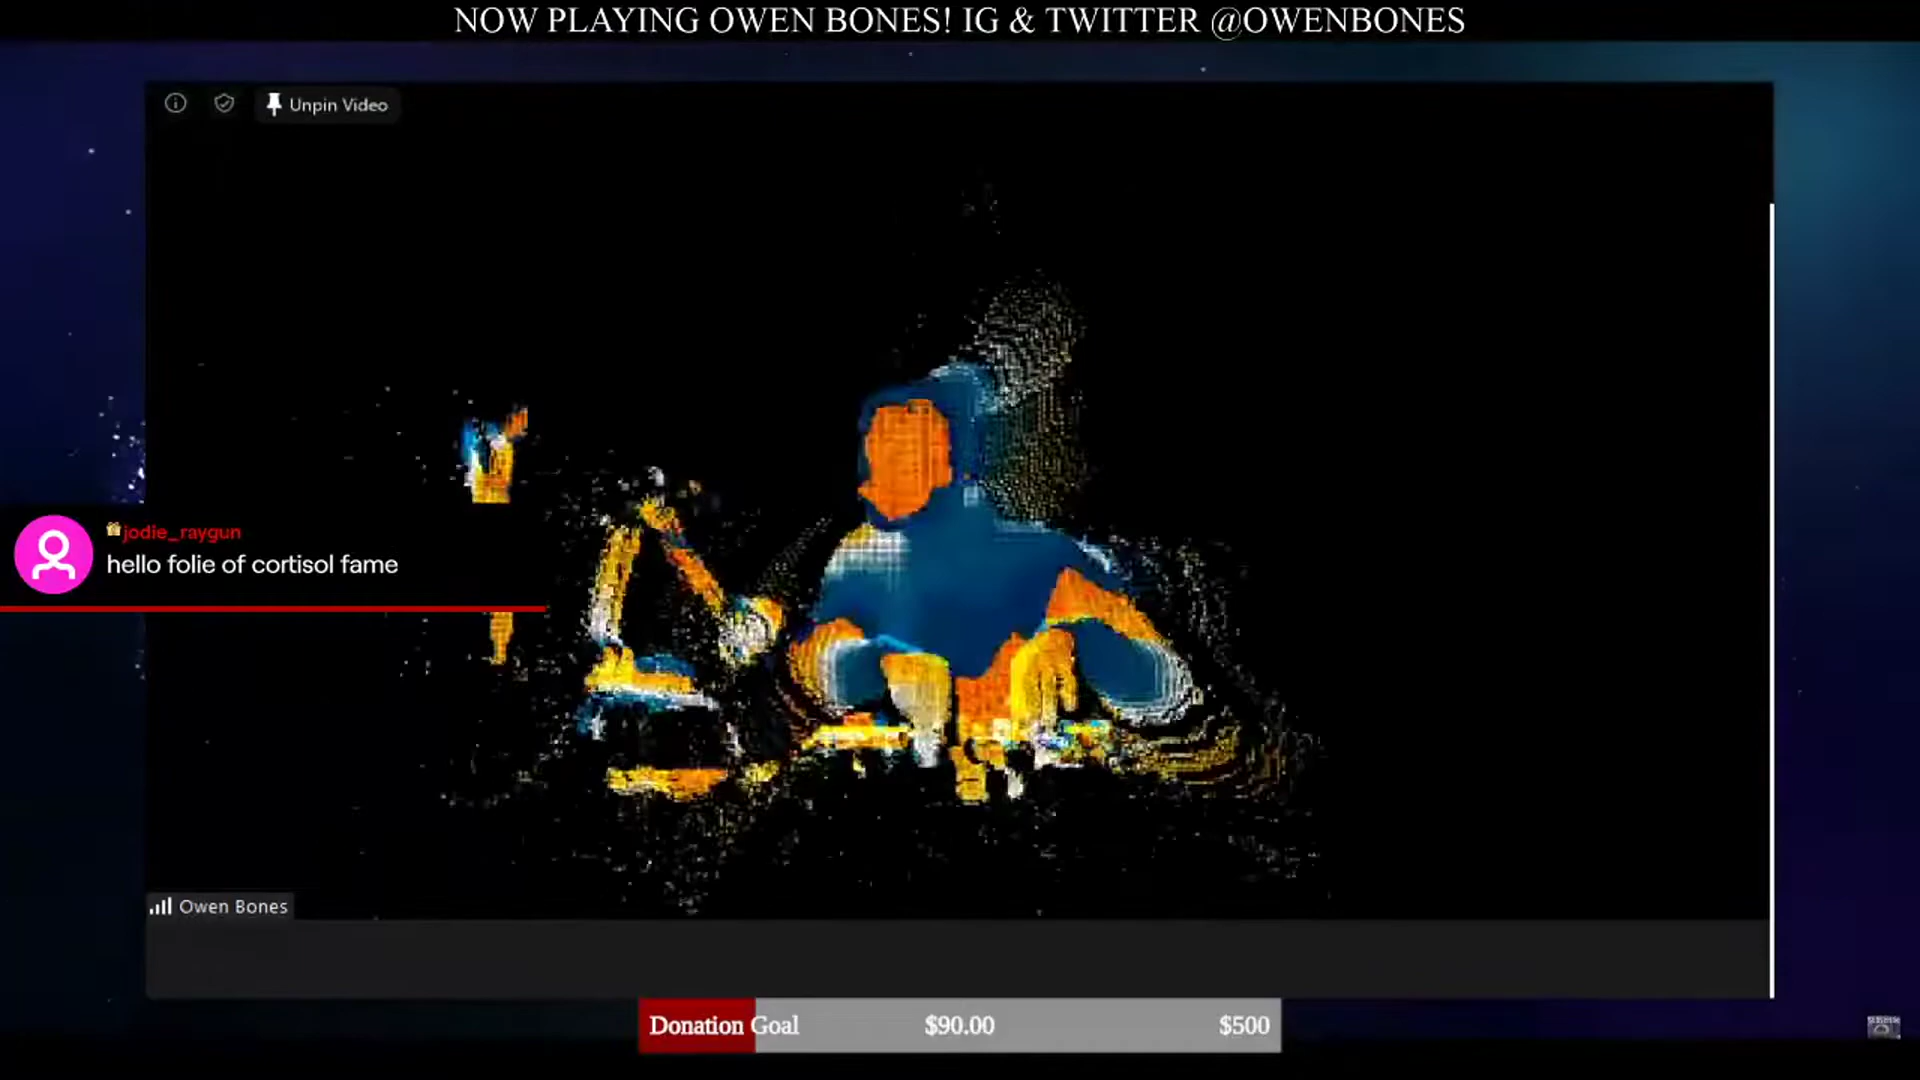 NOW PLAYING OWEN BONES! IG & TWITTER @OWENBONES
Unpin Video
jodie_raygun
hello folie of cortisol fame
Owen Bones
Donation Goal $90.00 $500